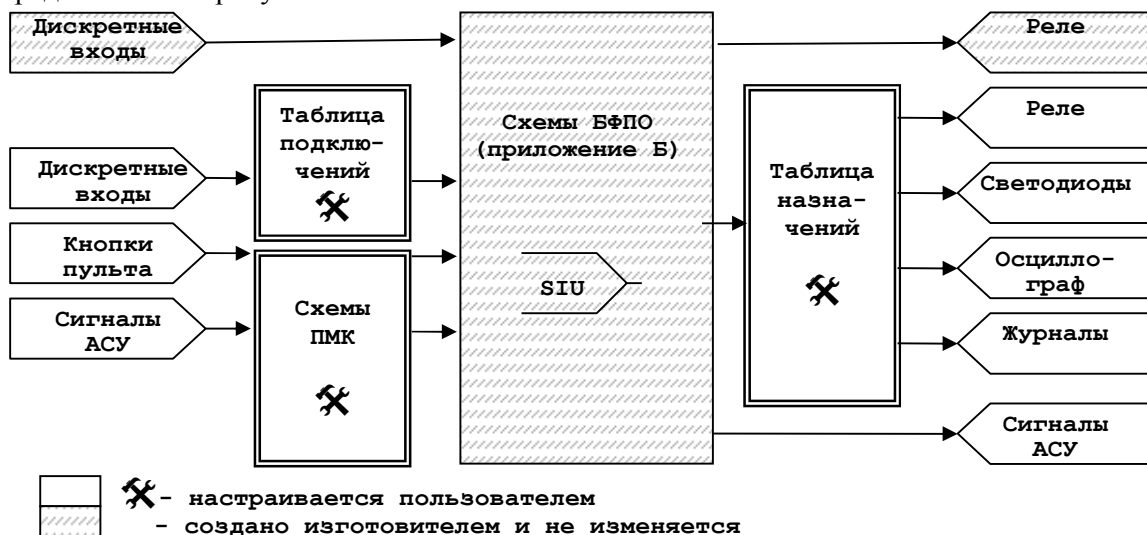 Дискретные
входы
Реле
Таблица
подклю-
чений
Схемы БФПО
(приложение Б)
Реле
Дискретные
входы
Таблица
назна-
чений
Светодиоды
Кнопки
пульта
SIU
Осцилло-
граф
Сигналы
АСУ
Схемы
ПМК
Журналы
Сигналы
АСУ
- настраивается пользователем
- создано изготовителем и не изменяется